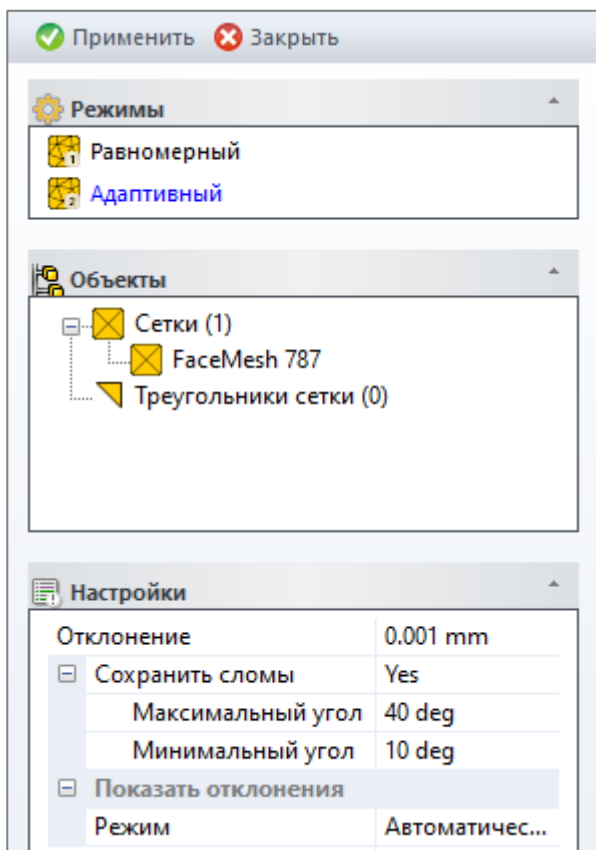 Применить Закрыть
Режимы
Равномерный
Адаптивный
Объекты
Сетки (1)
FaceMesh 787
Треугольники сетки (0)
Настройки
Отклонение 0.001 mm
Сохранить сломы Yes
Максимальный угол 40 deg
Минимальный угол 10 deg
Показать отклонения
Режим Автоматичес...